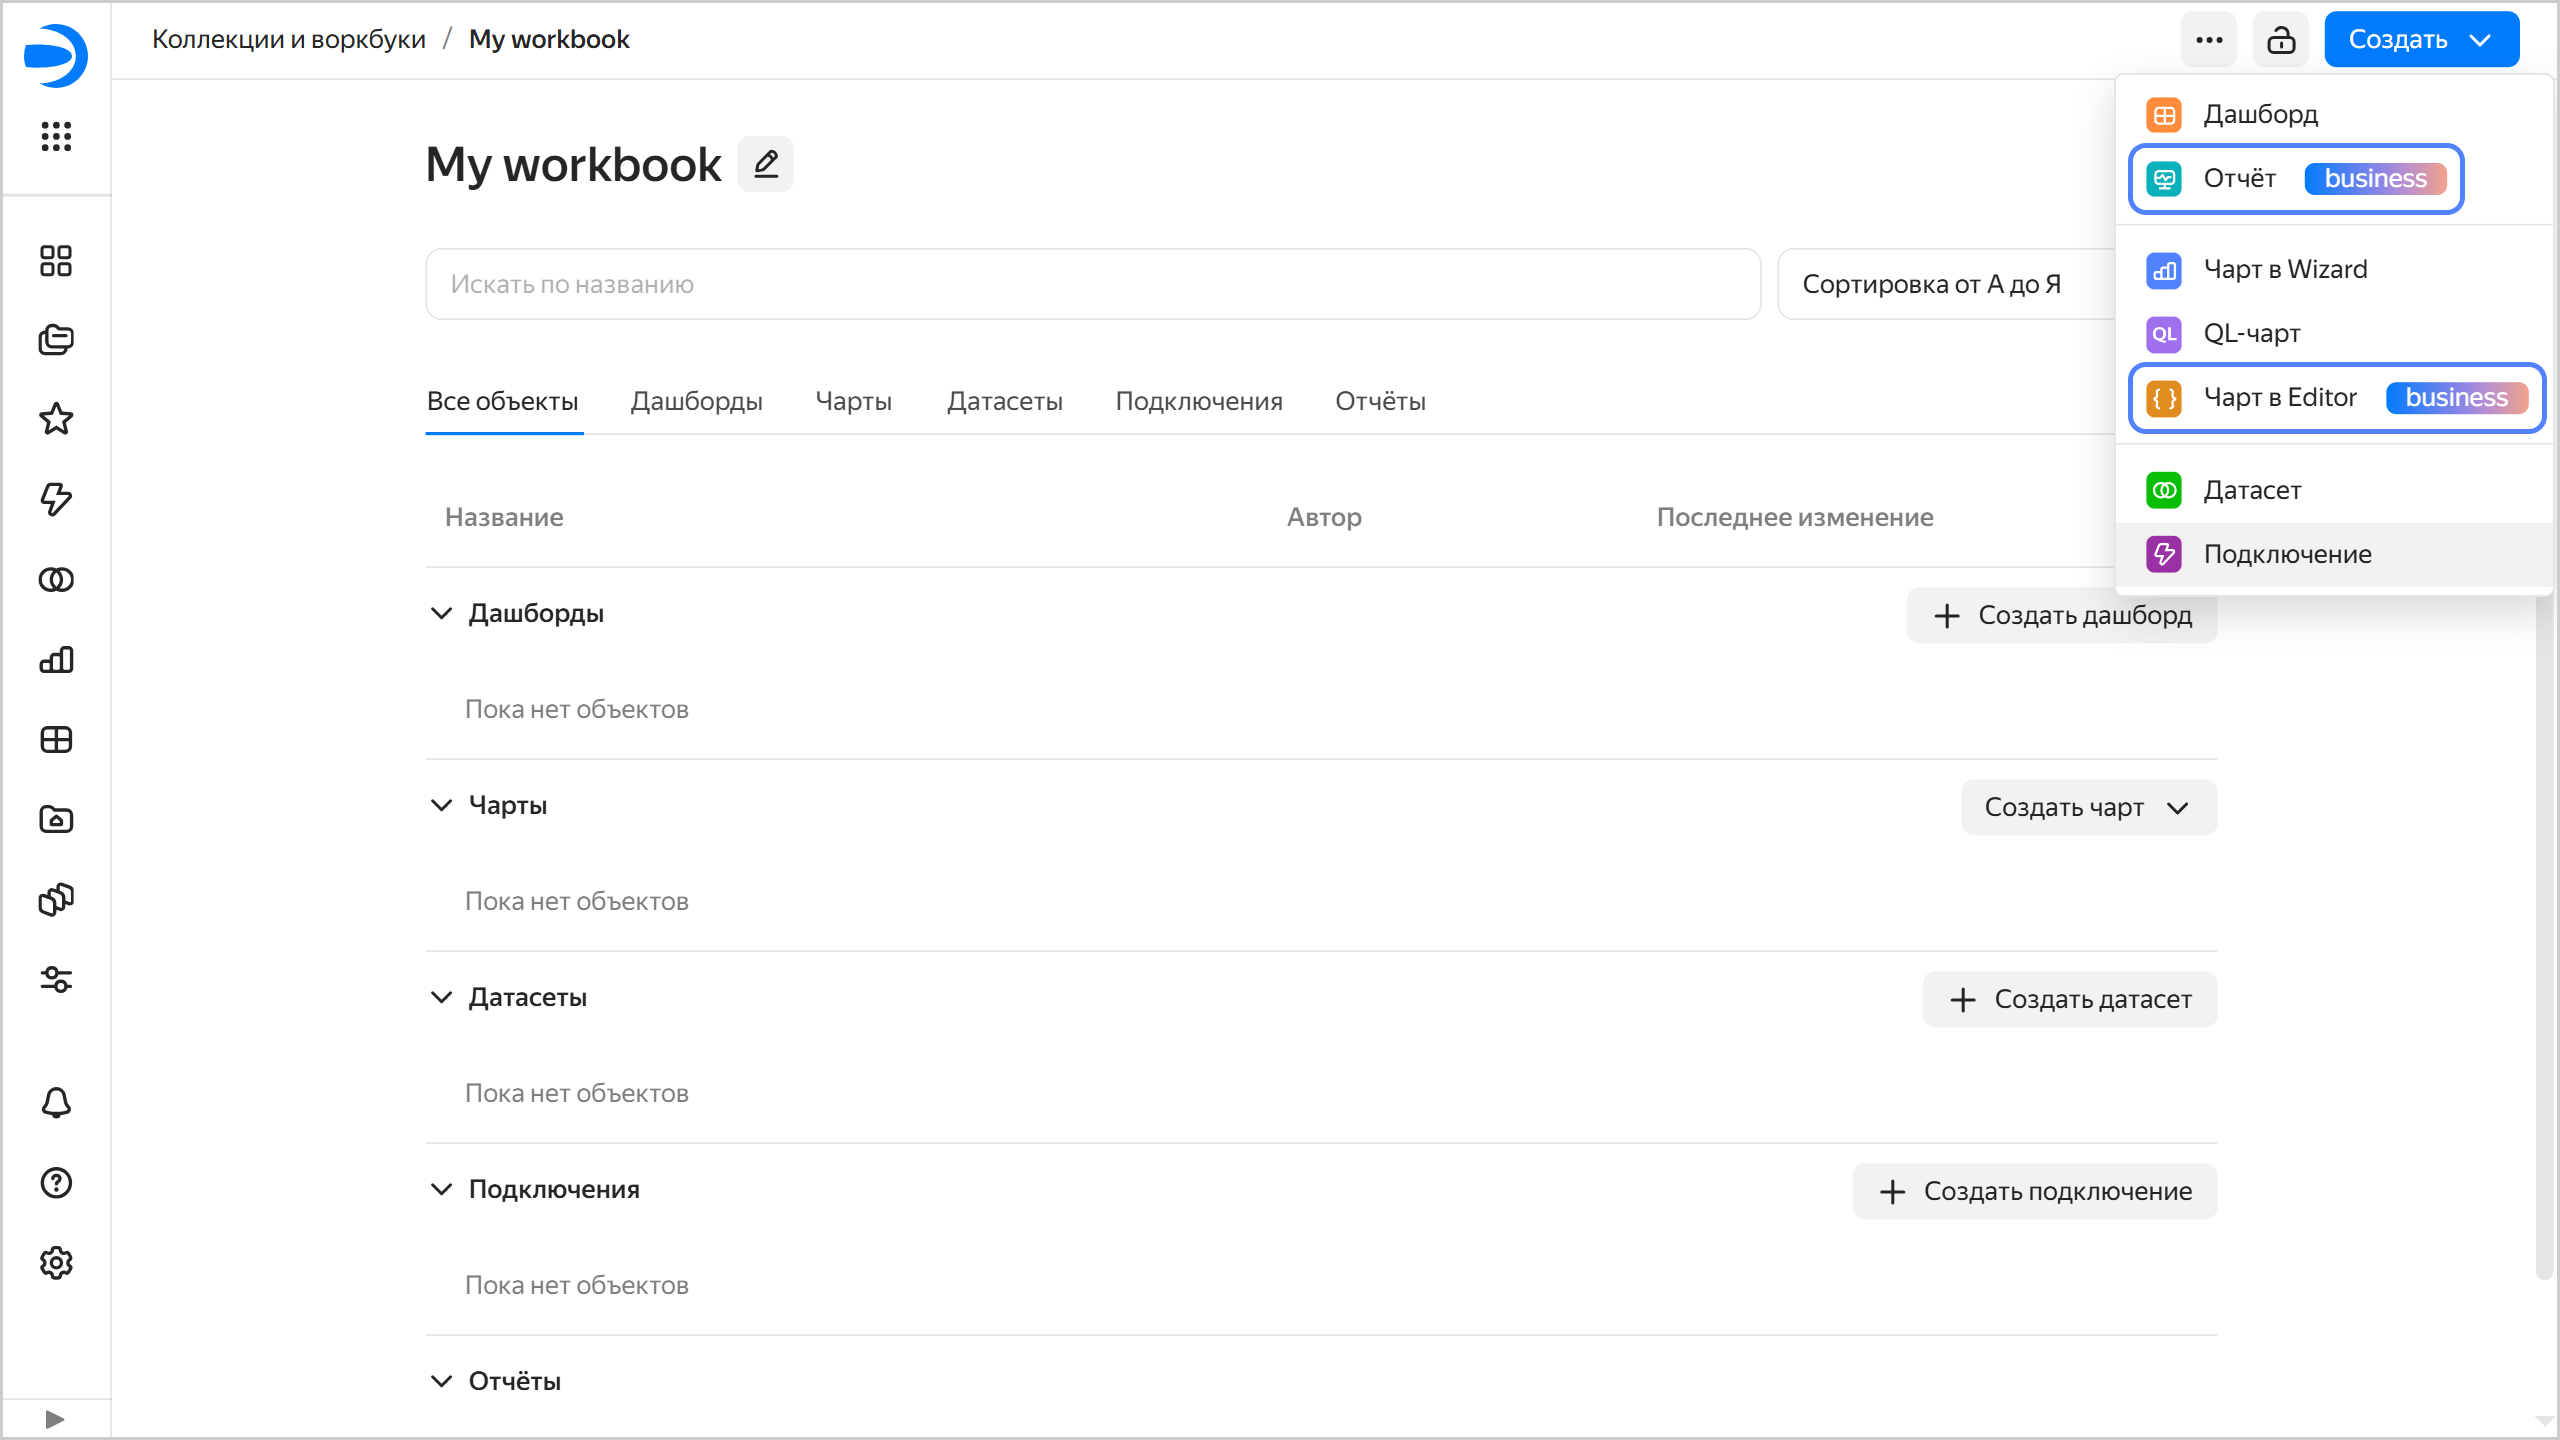 Коллекции и воркбуки / My workbook
Создать
Дашборд
Отчёт business
Чарт в Wizard
QL QL-чарт
{ } Чарт в Editor business
Датасет
Подключение
My workbook
Искать по названию
Сортировка от А до Я
Все объекты Дашборды Чарты Датасеты Подключения Отчёты
Название Автор Последнее изменение
Дашборды
Создать дашборд
Пока нет объектов
Чарты
Создать чарт
Пока нет объектов
Датасеты
Создать датасет
Пока нет объектов
Подключения
Создать подключение
Пока нет объектов
Отчёты